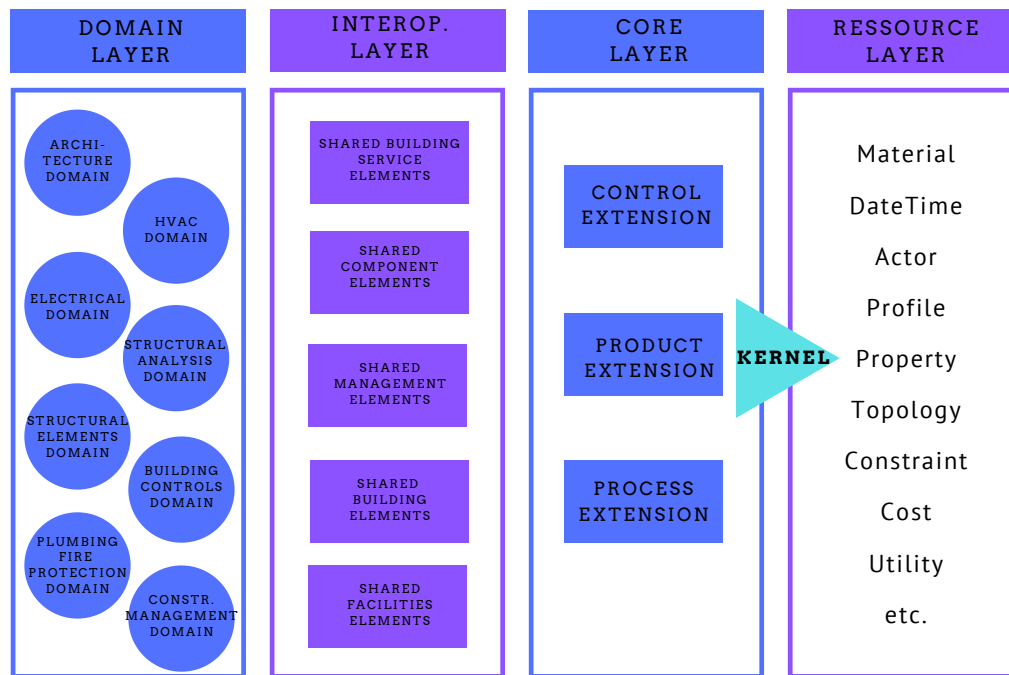 DOMAIN
LAYER
INTEROP.
LAYER
CORE
LAYER
RESSOURCE
LAYER
ARCHI-
TECTURE
DOMAIN
HVAC
DOMAIN
ELECTRICAL
DOMAIN
STRUCTURAL
ANALYSIS
DOMAIN
STRUCTURAL
ELEMENTS
DOMAIN
BUILDING
CONTROLS
DOMAIN
PLUMBING
FIRE
PROTECTION
DOMAIN
CONSTR.
MANAGEMENT
DOMAIN
SHARED BUILDING
SERVICE
ELEMENTS
SHARED
COMPONENT
ELEMENTS
SHARED
MANAGEMENT
ELEMENTS
SHARED
BUILDING
ELEMENTS
SHARED
FACILITIES
ELEMENTS
CONTROL
EXTENSION
PRODUCT
EXTENSION
PROCESS
EXTENSION
KERNEL
Material
DateTime
Actor
Profile
Property
Topology
Constraint
Cost
Utility
etc.